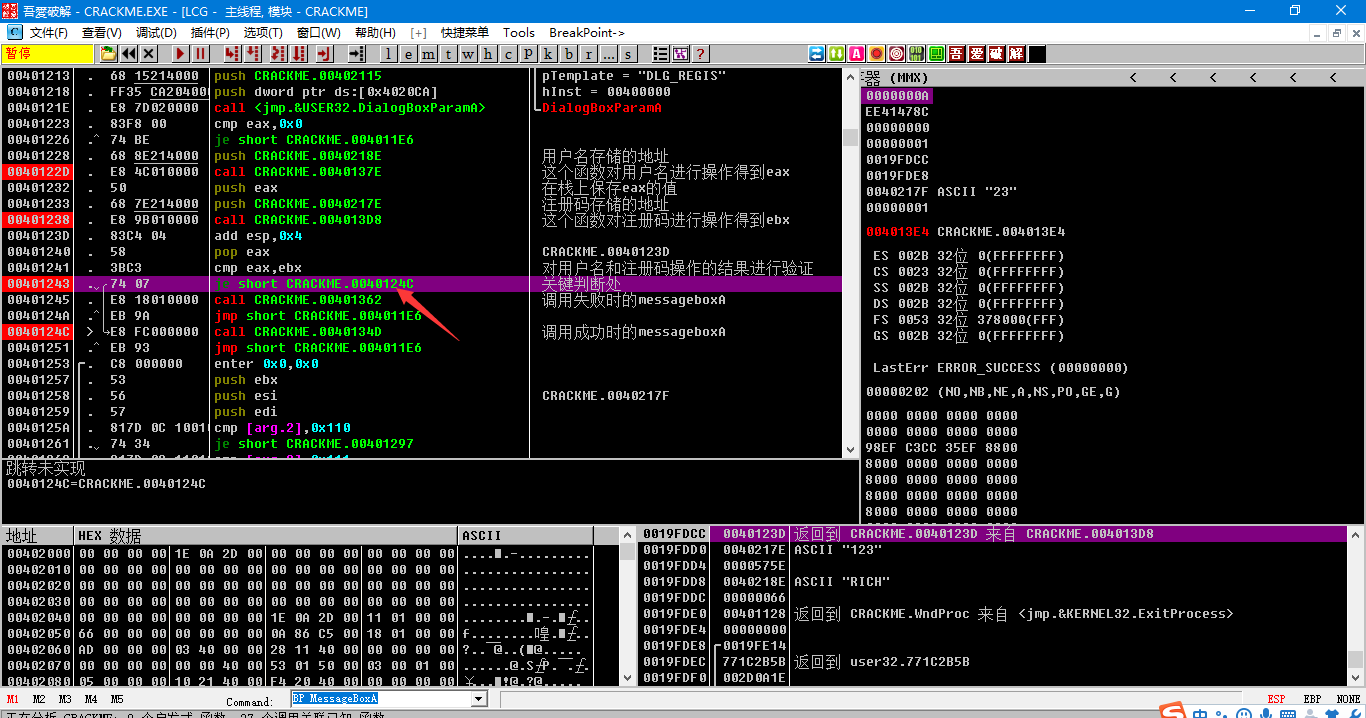 吾爱破解 - CRACKME.EXE - [LCG - 主线程, 模块 - CRACKME]
文件(F) 查看(V) 调试(D) 插件(P) 选项(T) 窗口(W) 帮助(H) [+] 快捷菜单 Tools BreakPoint->
暂停 l e m t w h c p k b r ... s ? 吾 爱 破 解
00401213 . 68 15214000 push CRACKME.00402115 pTemplate = "DLG_REGIS"
00401218 . FF35 CA204000 push dword ptr ds:[0x4020CA] hInst = 00400000
0040121E . E8 7D020000 call <jmp.&USER32.DialogBoxParamA> DialogBoxParamA
00401223 . 83F8 00 cmp eax,0x0
00401226 .^ 74 BE je short CRACKME.004011E6
00401228 . 68 8E214000 push CRACKME.0040218E 用户名存储的地址
0040122D . E8 4C010000 call CRACKME.0040137E 这个函数对用户名进行操作得到eax
00401232 . 50 push eax 在栈上保存eax的值
00401233 . 68 7E214000 push CRACKME.0040217E 注册码存储的地址
00401238 . E8 9B010000 call CRACKME.004013D8 这个函数对注册码进行操作得到ebx
0040123D . 83C4 04 add esp,0x4
00401240 . 58 pop eax CRACKME.0040123D
00401241 . 3BC3 cmp eax,ebx 对用户名和注册码操作的结果进行验证
00401243 . 74 07 je short CRACKME.0040124C 关键判断处
00401245 . E8 18010000 call CRACKME.00401362 调用失败时的messageboxA
0040124A .^ EB 9A jmp short CRACKME.004011E6
0040124C > E8 FC000000 call CRACKME.0040134D 调用成功时的messageboxA
00401251 .^ EB 93 jmp short CRACKME.004011E6
00401253 . C8 000000 enter 0x0,0x0
00401257 . 53 push ebx
00401258 . 56 push esi CRACKME.0040217F
00401259 . 57 push edi
0040125A . 817D 0C 1001 cmp [arg.2],0x110
00401261 . 74 34 je short CRACKME.00401297
跳转未实现
0040124C=CRACKME.0040124C
(MMX) < < < < < <
0000000A
EE41478C
00000000
00000001
0019FDCC
0019FDE8
0040217F ASCII "23"
00000001
004013E4 CRACKME.004013E4
ES 002B 32位 0(FFFFFFFF)
CS 0023 32位 0(FFFFFFFF)
SS 002B 32位 0(FFFFFFFF)
DS 002B 32位 0(FFFFFFFF)
FS 0053 32位 378000(FFF)
GS 002B 32位 0(FFFFFFFF)
LastErr ERROR_SUCCESS (00000000)
00000202 (NO,NB,NE,A,NS,PO,GE,G)
0000 0000 0000 0000
0000 0000 0000 0000
98EF C3CC 35EF 8800
8000 0000 0000 0000
8000 0000 0000 0000
8000 0000 0000 0000
8000 0000 0000 0000
地址 HEX 数据 ASCII
00402000 00 00 00 00 1E 0A 2D 00 00 00 00 00 00 00 00 00
00402010 00 00 00 00 00 00 00 00 00 00 00 00 00 00 00 00 ................
00402020 00 00 00 00 00 00 00 00 00 00 00 00 00 00 00 00 ................
00402030 00 00 00 00 00 00 00 00 00 00 00 00 00 00 00 00 ................
00402040 00 00 00 00 00 00 00 00 1E 0A 2D 00 11 01 00 00
00402050 66 00 00 00 00 00 00 00 0A 86 C5 00 18 01 00 00
00402060 AD 00 00 00 03 40 00 00 28 11 40 00 00 00 00 00
00402070 00 00 00 00 00 00 40 00 53 01 50 00 03 00 01 00
00402080 05 00 00 00 10 21 40 00 F4 20 40 00 00 00 00 00
0019FDCC 0040123D 返回到 CRACKME.0040123D 来自 CRACKME.004013D8
0019FDD0 0040217E ASCII "123"
0019FDD4 0000575E
0019FDD8 0040218E ASCII "RICH"
0019FDDC 00000066
0019FDE0 00401128 返回到 CRACKME.WndProc 来自 <jmp.&KERNEL32.ExitProcess>
0019FDE4 00000000
0019FDE8 0019FE14
0019FDEC 771C2B5B 返回到 user32.771C2B5B
0019FDF0 002D0A1E
M1 M2 M3 M4 M5 Command: BP MessageBoxA ESP EBP NONE